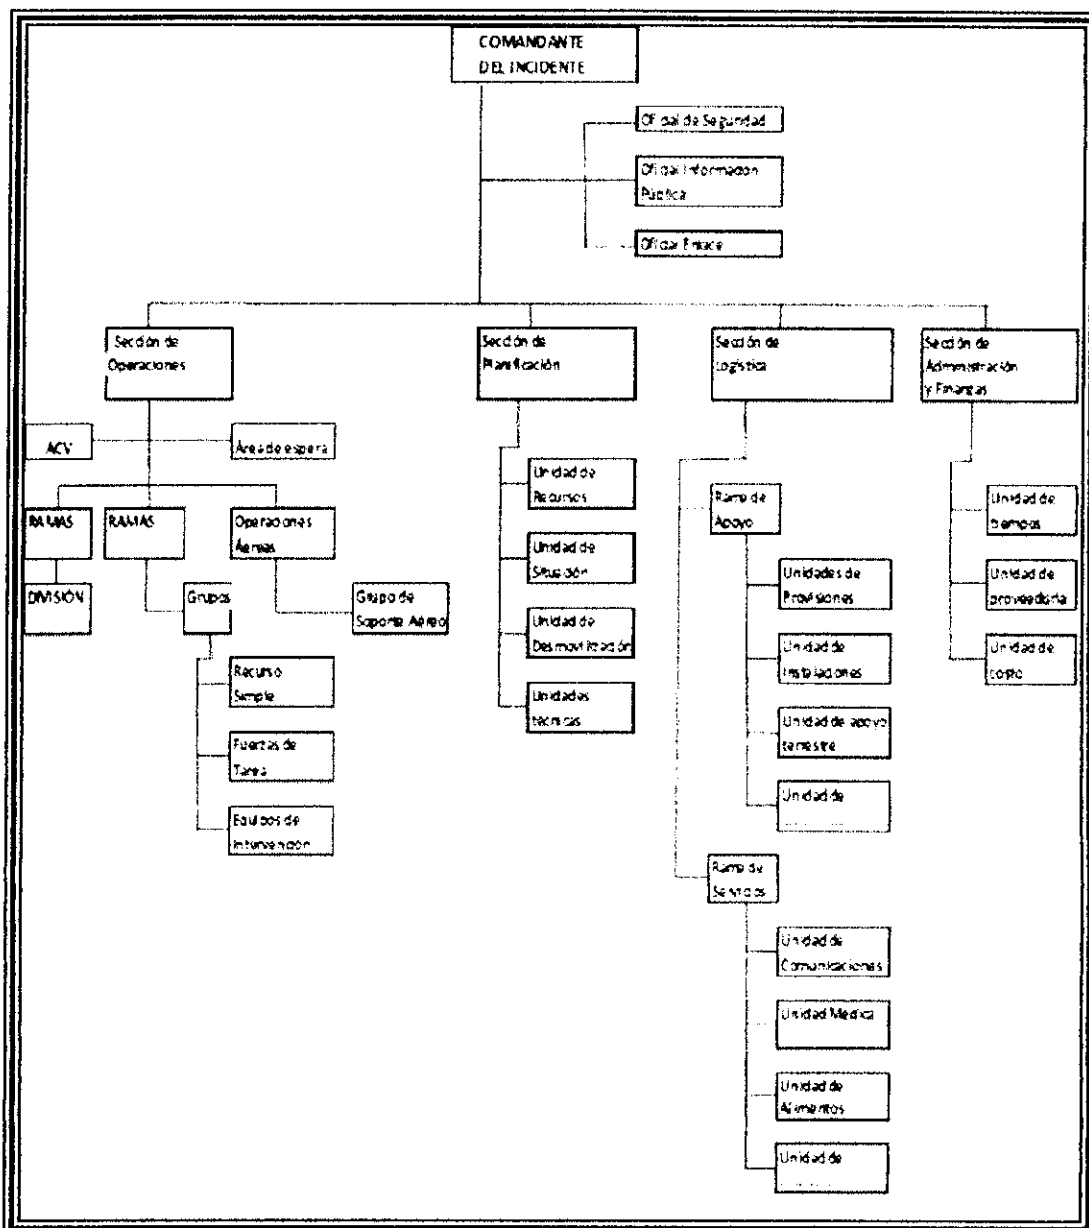 COMANDANTE
DEL INCIDENTE
Oficial de Seguridad
Oficial Información
Pública
Oficial Enlace
Sección de
Operaciones
Sección de
Planificación
Sección de
Logística
Sección de
Administración
y Finanzas
ACV
Área de espera
RAMAS
RAMAS
Operaciones
Aéreas
DIVISIÓN
Grupos
Grupo de
Soporte Aéreo
Recurso
Simple
Fuerzas de
Tarea
Equipos de
Intervención
Unidad de
Recursos
Unidad de
Situación
Unidad de
Desmovilización
Unidades
técnicas
Rama de
Apoyo
Unidades de
Provisiones
Unidad de
Instalaciones
Unidad de apoyo
terrestre
Unidad de
Rama de
Servicios
Unidad de
Comunicaciones
Unidad Medica
Unidad de
Alimentos
Unidad de
Unidad de
tiempos
Unidad de
proveeduria
Unidad de
costo